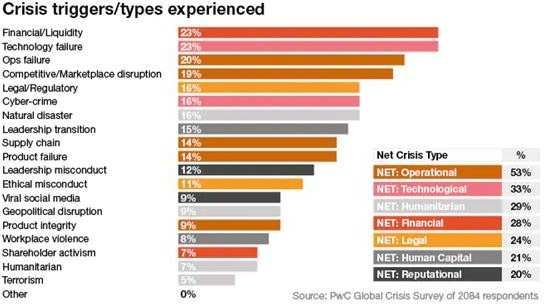 Crisis triggers/types experienced
Financial/Liquidity 23%
Technology failure 23%
Ops failure 20%
Competitive/Marketplace disruption 19%
Legal/Regulatory 16%
Cyber-crime 16%
Natural disaster 16%
Leadership transition 15%
Supply chain 14%
Product failure 14%
Leadership misconduct 12%
Ethical misconduct 11%
Viral social media 9%
Geopolitical disruption 9%
Product integrity 9%
Workplace violence 8%
Shareholder activism 7%
Humanitarian 7%
Terrorism 5%
Other 0%
Net Crisis Type %
NET: Operational 53%
NET: Technological 33%
NET: Humanitarian 29%
NET: Financial 28%
NET: Legal 24%
NET: Human Capital 21%
NET: Reputational 20%
Source: PwC Global Crisis Survey of 2084 respondents